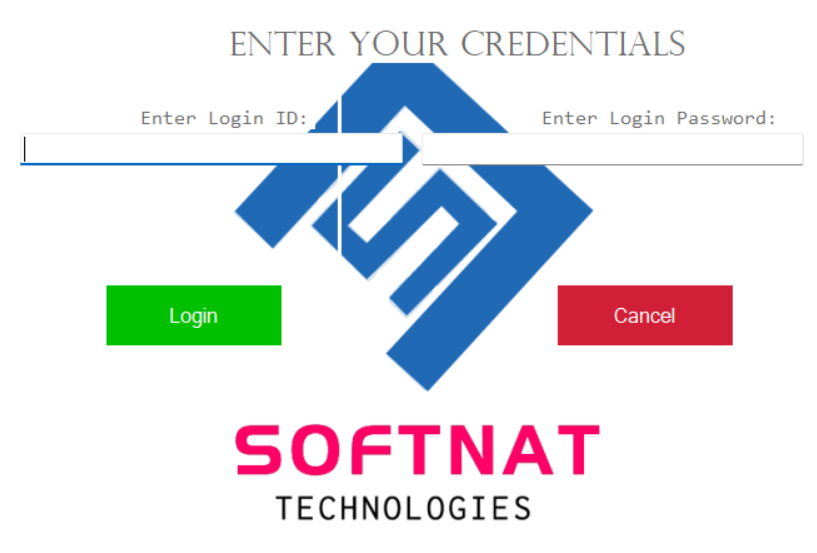 ENTER YOUR CREDENTIALS
Enter Login ID:
Enter Login Password:
Login
Cancel
SOFTNAT
TECHNOLOGIES